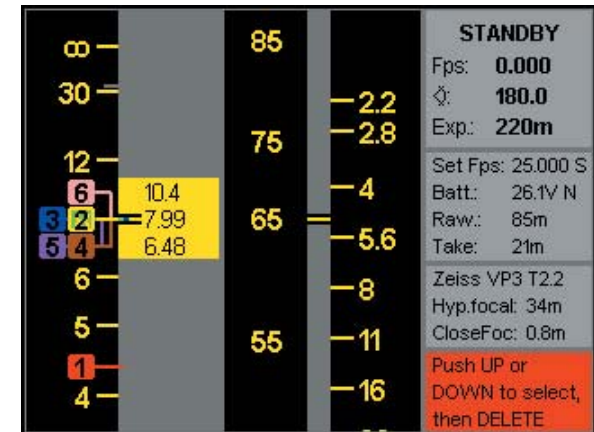 ∞
30
12
6
3 2
5 4
6
5
1
4
10.4
7.99
6.48
85
75
65
55
2.2
2.8
4
5.6
8
11
16
STANDBY
Fps: 0.000
180.0
Exp.: 220m
Set Fps: 25.000 S
Batt.: 26.1V N
Raw.: 85m
Take: 21m
Zeiss VP3 T2.2
Hyp.focal: 34m
CloseFoc: 0.8m
Push UP or
DOWN to select,
then DELETE